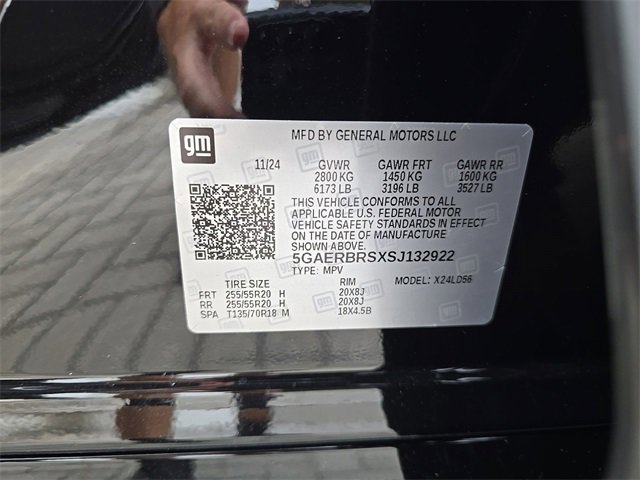 gm
MFD BY GENERAL MOTORS LLC
11/24 GVWR GAWR FRT GAWR RR
2800 KG 1450 KG 1600 KG
6173 LB 3196 LB 3527 LB
THIS VEHICLE CONFORMS TO ALL
APPLICABLE U.S. FEDERAL MOTOR
VEHICLE SAFETY STANDARDS IN EFFECT
ON THE DATE OF MANUFACTURE
SHOWN ABOVE.
5GAERBRSXSJ132922
TYPE: MPV MODEL: X24LD56
TIRE SIZE RIM
FRT 255/55R20 H 20X8J
RR 255/55R20 H 20X8J
SPA T135/70R18 M 18X4.5B